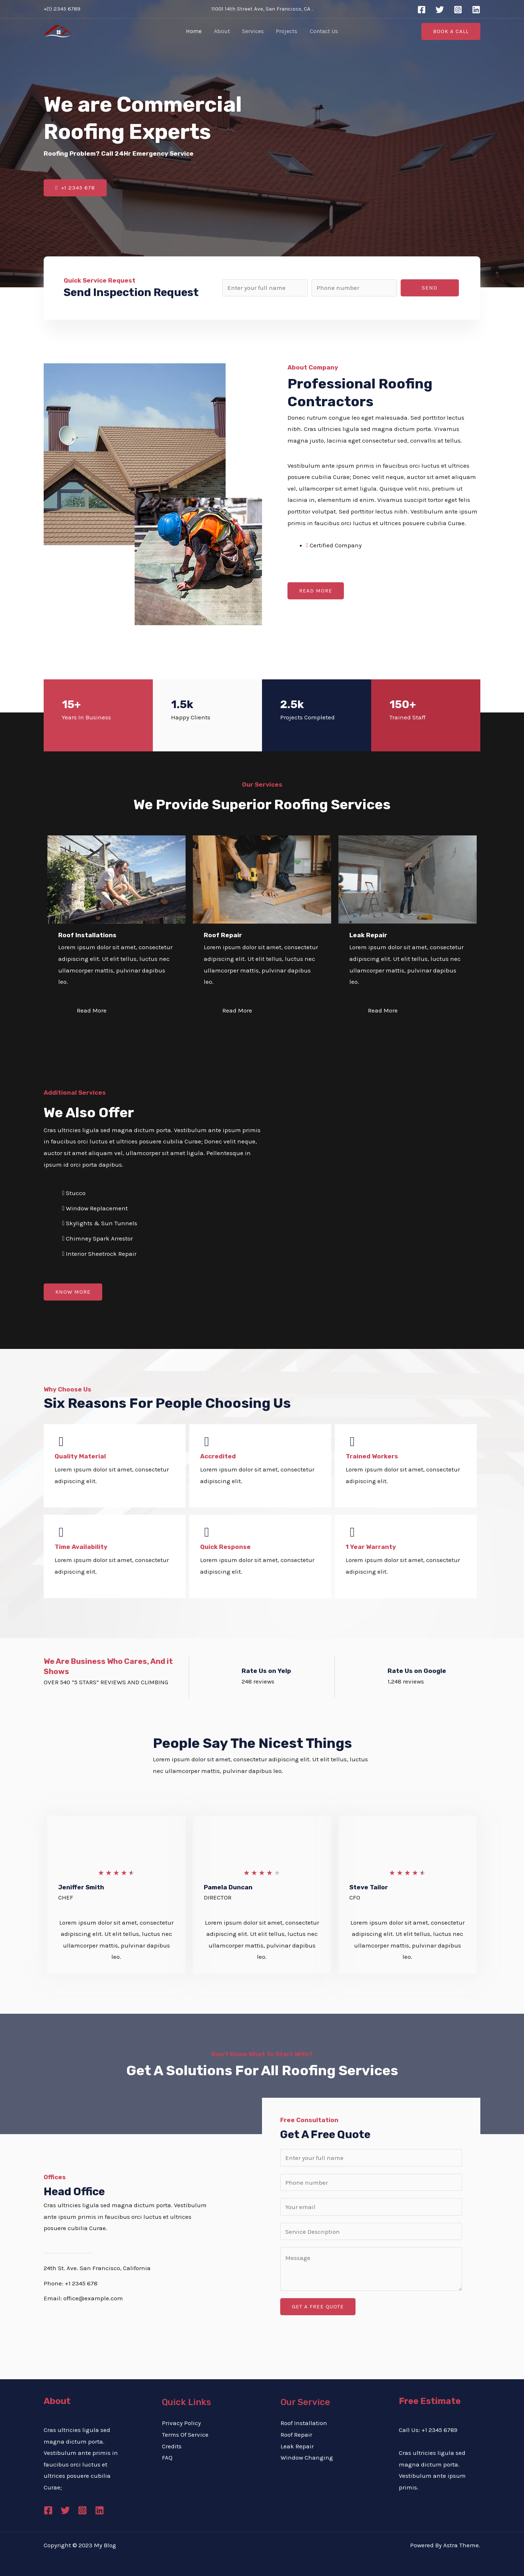 +(1) 2345 6789
11001 14th Street Ave, San Francisco, CA .
Home
About
Services
Projects
Contact Us
BOOK A CALL
We are Commercial
Roofing Experts
Roofing Problem? Call 24Hr Emergency Service
+1 2345 678
Quick Service Request
Send Inspection Request
Enter your full name
Phone number
SEND
About Company
Professional Roofing
Contractors
Donec rutrum congue leo eget malesuada. Sed porttitor lectus
nibh. Cras ultricies ligula sed magna dictum porta. Vivamus
magna justo, lacinia eget consectetur sed, convallis at tellus.
Vestibulum ante ipsum primis in faucibus orci luctus et ultrices
posuere cubilia Curae; Donec velit neque, auctor sit amet aliquam
vel, ullamcorper sit amet ligula. Quisque velit nisi, pretium ut
lacinia in, elementum id enim. Vivamus suscipit tortor eget felis
porttitor volutpat. Sed porttitor lectus nibh. Vestibulum ante ipsum
primis in faucibus orci luctus et ultrices posuere cubilia Curae.
• Certified Company
READ MORE
15+
Years In Business
1.5k
Happy Clients
2.5k
Projects Completed
150+
Trained Staff
Our Services
We Provide Superior Roofing Services
Roof Installations
Lorem ipsum dolor sit amet, consectetur
adipiscing elit. Ut elit tellus, luctus nec
ullamcorper mattis, pulvinar dapibus
leo.
Read More
Roof Repair
Lorem ipsum dolor sit amet, consectetur
adipiscing elit. Ut elit tellus, luctus nec
ullamcorper mattis, pulvinar dapibus
leo.
Read More
Leak Repair
Lorem ipsum dolor sit amet, consectetur
adipiscing elit. Ut elit tellus, luctus nec
ullamcorper mattis, pulvinar dapibus
leo.
Read More
Additional Services
We Also Offer
Cras ultricies ligula sed magna dictum porta. Vestibulum ante ipsum primis
in faucibus orci luctus et ultrices posuere cubilia Curae; Donec velit neque,
auctor sit amet aliquam vel, ullamcorper sit amet ligula. Pellentesque in
ipsum id orci porta dapibus.
Stucco
Window Replacement
Skylights & Sun Tunnels
Chimney Spark Arrestor
Interior Sheetrock Repair
KNOW MORE
Why Choose Us
Six Reasons For People Choosing Us
Quality Material
Lorem ipsum dolor sit amet, consectetur
adipiscing elit.
Accredited
Lorem ipsum dolor sit amet, consectetur
adipiscing elit.
Trained Workers
Lorem ipsum dolor sit amet, consectetur
adipiscing elit.
Time Availability
Lorem ipsum dolor sit amet, consectetur
adipiscing elit.
Quick Response
Lorem ipsum dolor sit amet, consectetur
adipiscing elit.
1 Year Warranty
Lorem ipsum dolor sit amet, consectetur
adipiscing elit.
We Are Business Who Cares, And it
Shows
OVER 540 "5 STARS" REVIEWS AND CLIMBING
Rate Us on Yelp
248 reviews
Rate Us on Google
1,248 reviews
People Say The Nicest Things
Lorem ipsum dolor sit amet, consectetur adipiscing elit. Ut elit tellus, luctus
nec ullamcorper mattis, pulvinar dapibus leo.
Jeniffer Smith
CHEF
Lorem ipsum dolor sit amet, consectetur
adipiscing elit. Ut elit tellus, luctus nec
ullamcorper mattis, pulvinar dapibus
leo.
Pamela Duncan
DIRECTOR
Lorem ipsum dolor sit amet, consectetur
adipiscing elit. Ut elit tellus, luctus nec
ullamcorper mattis, pulvinar dapibus
leo.
Steve Tailor
CFO
Lorem ipsum dolor sit amet, consectetur
adipiscing elit. Ut elit tellus, luctus nec
ullamcorper mattis, pulvinar dapibus
leo.
Don't Know What To Start With?
Get A Solutions For All Roofing Services
Offices
Head Office
Cras ultricies ligula sed magna dictum porta. Vestibulum
ante ipsum primis in faucibus orci luctus et ultrices
posuere cubilia Curae.
24th St. Ave. San Francisco, California
Phone: +1 2345 678
Email: office@example.com
Free Consultation
Get A Free Quote
Enter your full name
Phone number
Your email
Service Description
Message
GET A FREE QUOTE
About
Cras ultricies ligula sed
magna dictum porta.
Vestibulum ante ipsum primis in
faucibus orci luctus et
ultrices posuere cubilia
Curae;
Quick Links
Privacy Policy
Terms Of Service
Credits
FAQ
Our Service
Roof Installation
Roof Repair
Leak Repair
Window Changing
Free Estimate
Call Us: +1 2345 6789
Cras ultricies ligula sed
magna dictum porta.
Vestibulum ante ipsum
primis.
Copyright © 2023 My Blog
Powered By Astra Theme.